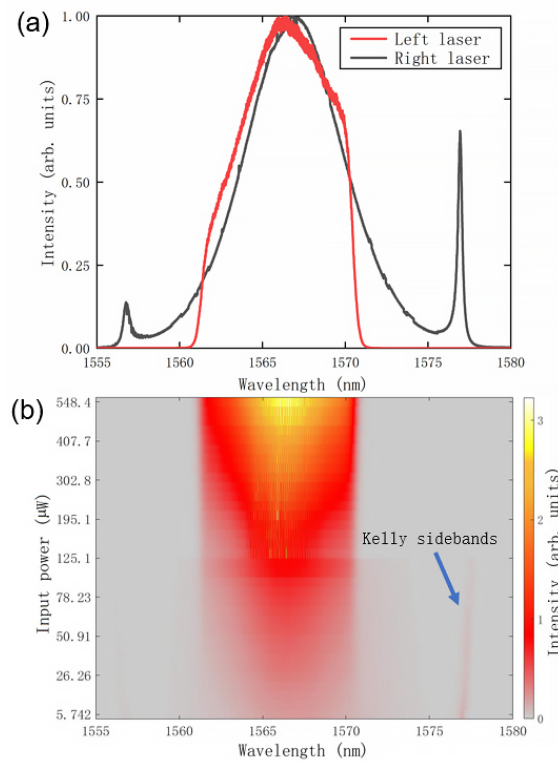 (a)
Intensity (arb. units)
1.00
0.75
0.50
0.25
0.00
Left laser
Right laser
1555 1560 1565 1570 1575 1580
Wavelength (nm)
(b)
Input power (μW)
548.4
407.7
302.8
195.1
125.1
78.23
50.91
26.26
5.742
Kelly sidebands
3
2
1
0
Intensity (arb. units)
1555 1560 1565 1570 1575 1580
Wavelength (nm)